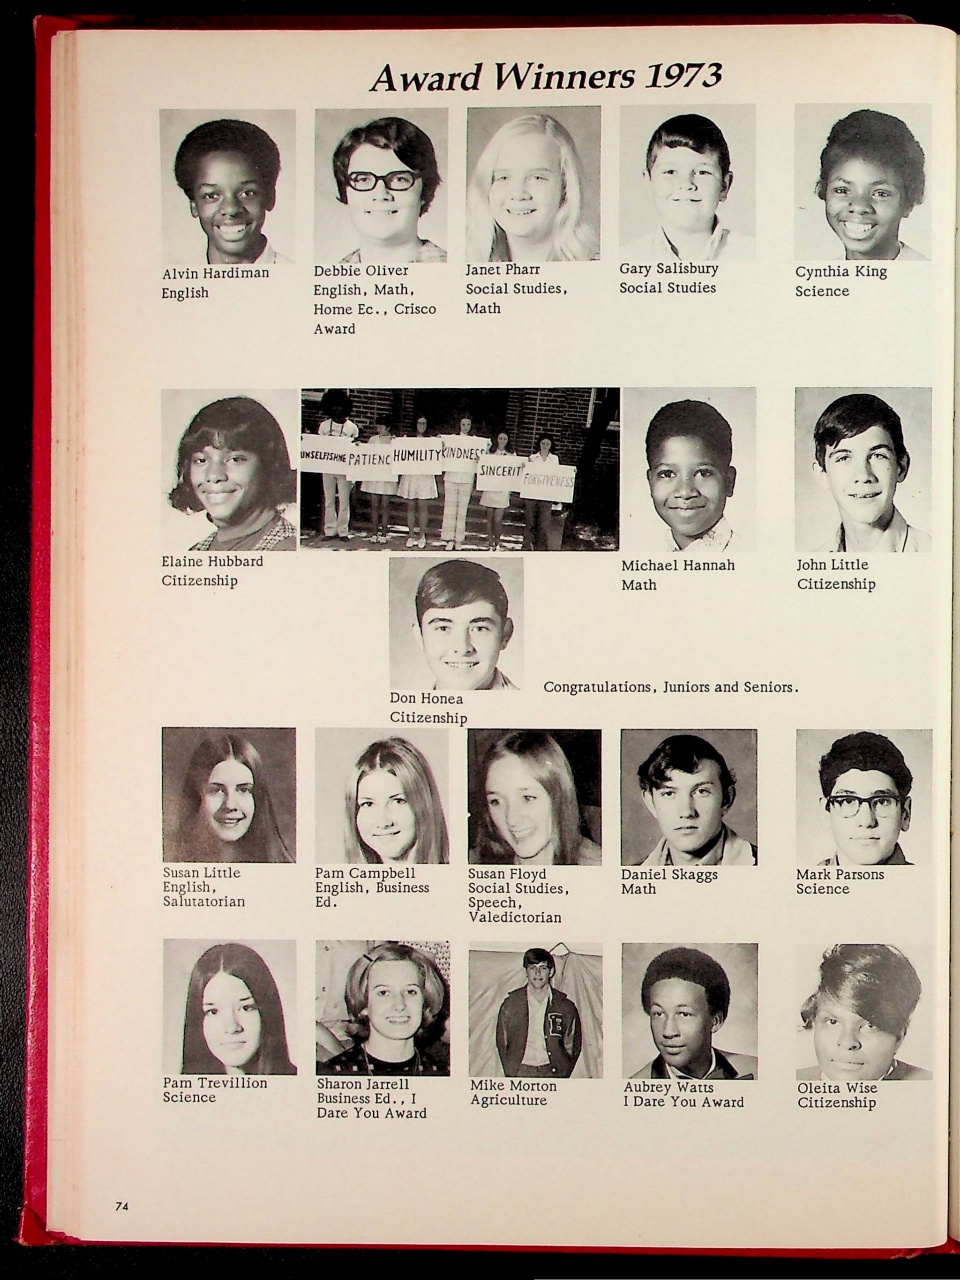 Award Winners 1973
Alvin Hardiman
English
Debbie Oliver
English, Math,
Home Ec., Crisco
Award
Janet Pharr
Social Studies,
Math
Gary Salisbury
Social Studies
Cynthia King
Science
Elaine Hubbard
Citizenship
UNSELFISHNE
PATIENC
HUMILITY
KINDNESS
SINCERIT
FORGIVENESS
Michael Hannah
Math
John Little
Citizenship
Don Honea
Citizenship
Congratulations, Juniors and Seniors.
Susan Little
English,
Salutatorian
Pam Campbell
English, Business
Ed.
Susan Floyd
Social Studies,
Speech,
Valedictorian
Daniel Skaggs
Math
Mark Parsons
Science
Pam Trevillion
Science
Sharon Jarrell
Business Ed., I
Dare You Award
E
Mike Morton
Agriculture
Aubrey Watts
I Dare You Award
Oleita Wise
Citizenship
74